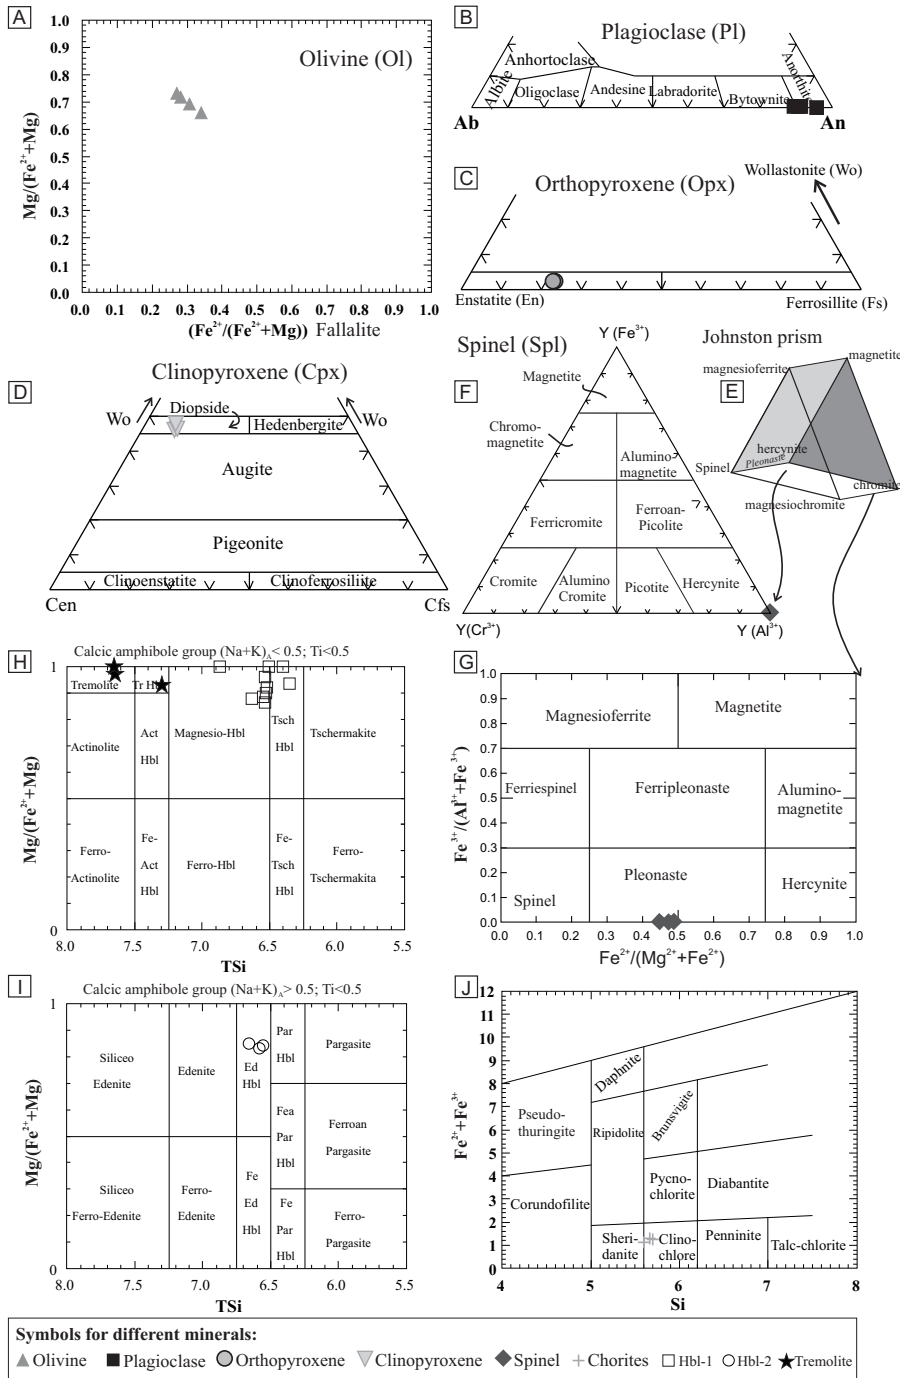 A
Olivine (Ol)
Mg/(Fe²⁺+Mg)
1.0
0.9
0.8
0.7
0.6
0.5
0.4
0.3
0.2
0.1
0.0
0.0 0.1 0.2 0.3 0.4 0.5 0.6 0.7 0.8 0.9 1.0
(Fe²⁺/(Fe²⁺+Mg)) Fallalite
B
Plagioclase (Pl)
Anhortoclase
Albite
Oligoclase
Andesine
Labradorite
Bytownite
Anorthite
Ab
An
C
Orthopyroxene (Opx)
Wollastonite (Wo)
Enstatite (En)
Ferrosillite (Fs)
D
Clinopyroxene (Cpx)
Wo
Diopside
Hedenbergite
Wo
Augite
Pigeonite
Clinoenstatite
Clinoferrosilite
Cen
Cfs
Spinel (Spl)
F
Y (Fe³⁺)
Magnetite
Chromo-
magnetite
Alumino-
magnetite
Ferricromite
Ferroan-
Picolite
Cromite
Alumino
Cromite
Picotite
Hercynite
Y(Cr³⁺)
Y (Al³⁺)
Johnston prism
E
magnesioferrite
magnetite
hercynite
Pleonaste
Spinel
chromite
magnesiochromite
H
Calcic amphibole group (Na+K)A< 0.5; Ti<0.5
Mg/(Fe²⁺+Mg)
1
0
Tremolite
Tr Hbl
Actinolite
Act
Hbl
Magnesio-Hbl
Tsch
Hbl
Tschermakite
Ferro-
Actinolite
Fe-
Act
Hbl
Ferro-Hbl
Fe-
Tsch
Hbl
Ferro-
Tschermakita
8.0 7.5 7.0 6.5 6.0 5.5
TSi
G
Fe³⁺/(Al³⁺+Fe³⁺)
1.0
0.9
0.8
0.7
0.6
0.5
0.4
0.3
0.2
0.1
0.0
Magnesioferrite
Magnetite
Ferriespinel
Ferripleonaste
Alumino-
magnetite
Spinel
Pleonaste
Hercynite
0.0 0.1 0.2 0.3 0.4 0.5 0.6 0.7 0.8 0.9 1.0
Fe²⁺/(Mg²⁺+Fe²⁺)
I
Calcic amphibole group (Na+K)A> 0.5; Ti<0.5
Mg/(Fe²⁺+Mg)
1
0
Siliceo
Edenite
Edenite
Ed
Hbl
Par
Hbl
Pargasite
Fea
Par
Hbl
Ferroan
Pargasite
Siliceo
Ferro-Edenite
Ferro-
Edenite
Fe
Ed
Hbl
Fe
Par
Hbl
Ferro-
Pargasite
8.0 7.5 7.0 6.5 6.0 5.5
TSi
J
Fe²⁺+Fe³⁺
12
11
10
9
8
7
6
5
4
3
2
1
0
Pseudo-
thuringite
Daphnite
Ripidolite
Brunsvigite
Corundofilite
Pycno-
chlorite
Diabantite
Sheri-
danite
Clino-
chlore
Penninite
Talc-chlorite
4 5 6 7 8
Si
Symbols for different minerals:
Olivine Plagioclase Orthopyroxene Clinopyroxene Spinel Chorites Hbl-1 Hbl-2 Tremolite